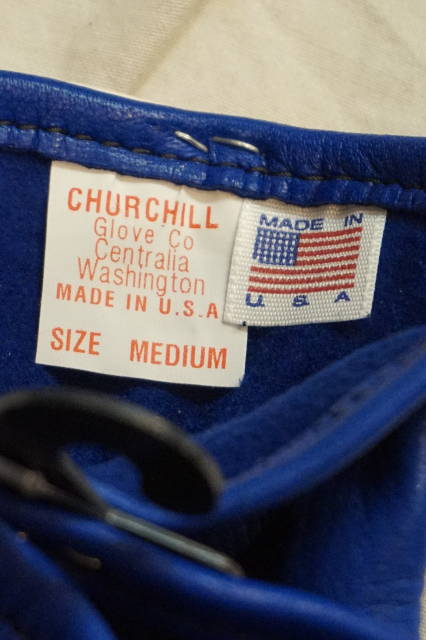 CHURCHILL
Glove Co
Centralia
Washington
MADE IN U.S.A
SIZE MEDIUM
MADE IN
U. S. A